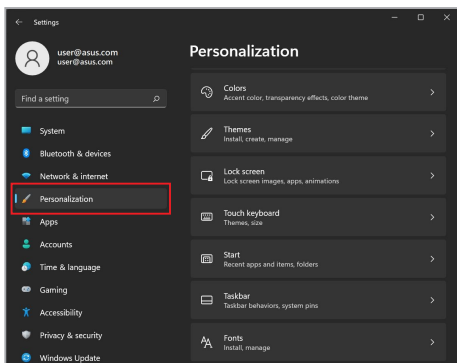 Settings
user@asus.com
user@asus.com
Find a setting
System
Bluetooth & devices
Network & internet
Personalization
Apps
Accounts
Time & language
Gaming
Accessibility
Privacy & security
Windows Update
Personalization
Colors
Accent color, transparency effects, color theme
Themes
Install, create, manage
Lock screen
Lock screen images, apps, animations
Touch keyboard
Themes, size
Start
Recent apps and items, folders
Taskbar
Taskbar behaviors, system pins
Fonts
Install, manage